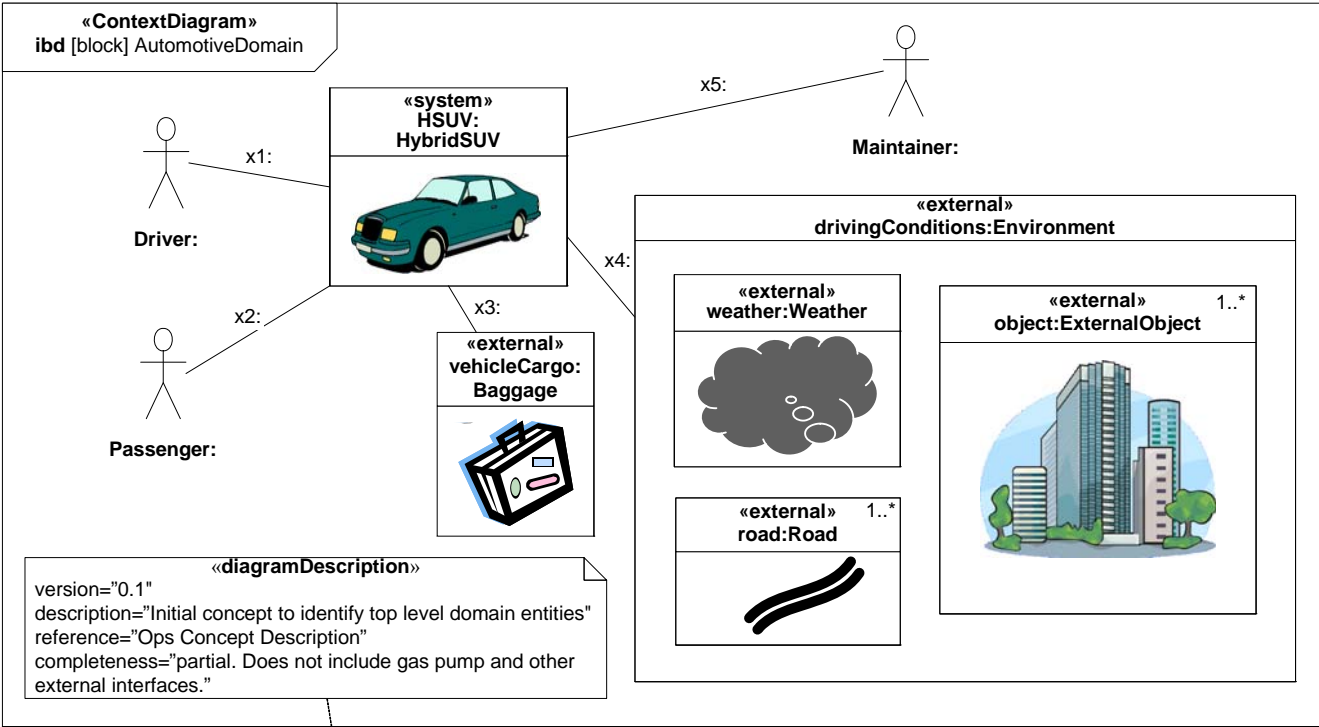 «ContextDiagram»
ibd [block] AutomotiveDomain
x5:
«system»
HSUV:
HybridSUV
Maintainer:
x1:
Driver:
«external»
drivingConditions:Environment
x4:
«external»
weather:Weather
«external» 1..*
object:ExternalObject
x2:
x3:
«external»
vehicleCargo:
Baggage
Passenger:
«external» 1..*
road:Road
«diagramDescription»
version=”0.1"
description=”Initial concept to identify top level domain entities"
reference=”Ops Concept Description”
completeness=”partial. Does not include gas pump and other
external interfaces.”